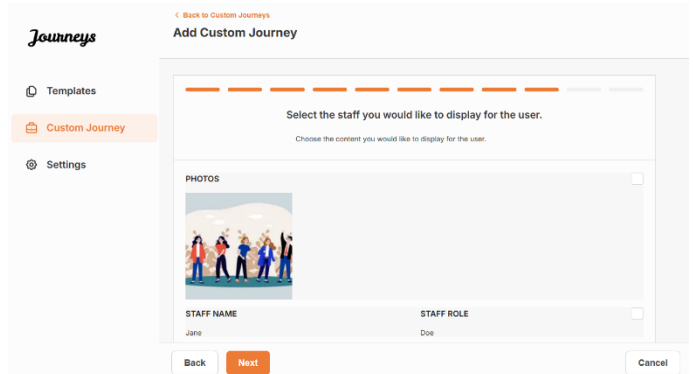 Journeys
Templates
Custom Journey
Settings
< Back to Custom Journeys
Add Custom Journey
Select the staff you would like to display for the user.
Choose the content you would like to display for the user.
PHOTOS
STAFF NAME STAFF ROLE
Jane Doe
Back Next Cancel